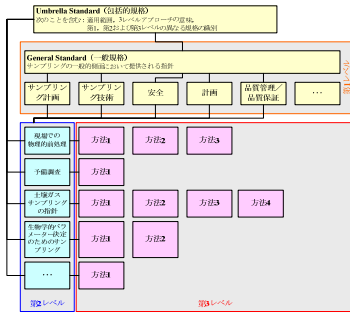 Umbrella Standard（包括的規格）
次のことを含む：適用範囲，3レベルアプローチの意味，
第1，第2および第3レベルの異なる規格の識別
General Standard（一般規格）
サンプリングの一般的側面において提供される指針
サンプリ
ング計画
サンプリ
ング技術
安全
計画
品質管理／
品質保証
・・・
第1レベル
現場での
物理的前処理
方法1
方法2
方法3
予備調査
方法1
土壌ガス
サンプリング
の指針
方法1
方法2
方法3
方法4
生物学的パラ
メーター決定
のためのサン
プリング
方法1
方法2
・・・
方法1
第2レベル
第3レベル